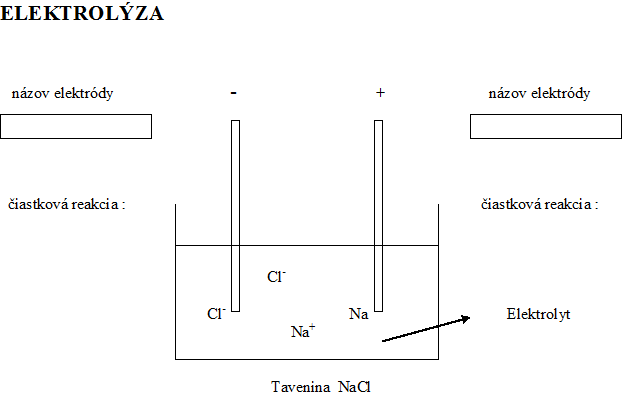 ELEKTROLÝZA
názov elektródy - + názov elektródy
čiastková reakcia : čiastková reakcia :
Cl⁻
Cl⁻ Na Elektrolyt
Na⁺
Tavenina NaCl